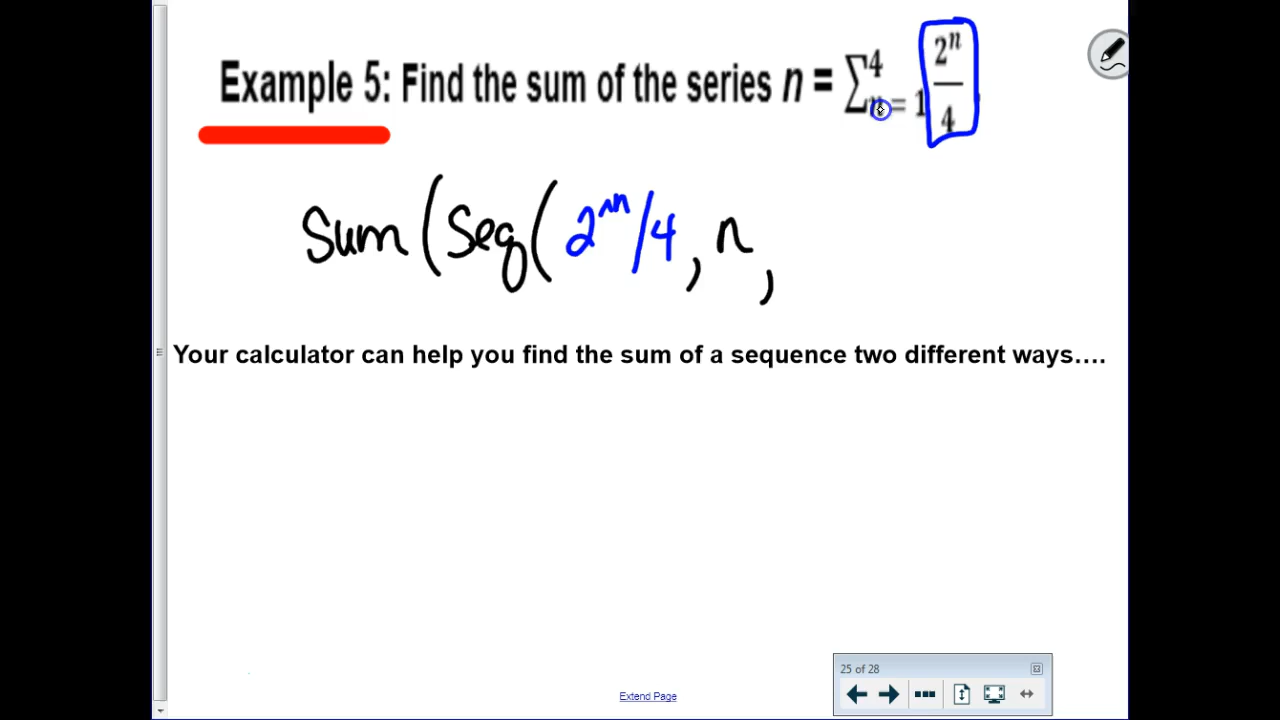 Example 5: Find the sum of the series n = ∑⁴ₙ₌₁ 2ⁿ/4
Sum(Seq(2ⁿ/4, n,
Your calculator can help you find the sum of a sequence two different ways….
25 of 28
Extend Page